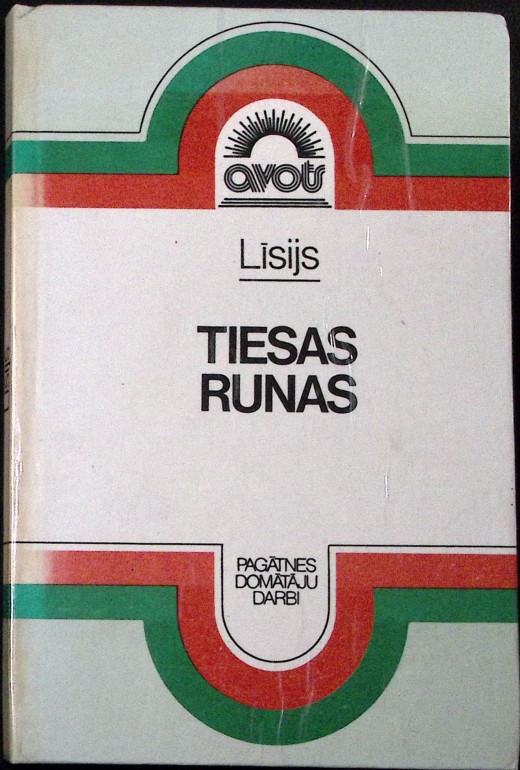 avots
Līsijs
TIESAS
RUNAS
PAGĀTNES
DOMĀTĀJU
DARBI